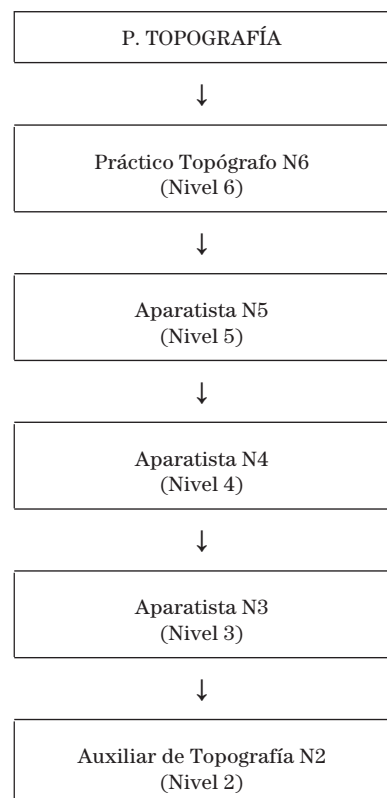 P. TOPOGRAFÍA
↓
Práctico Topógrafo N6
(Nivel 6)
↓
Aparatista N5
(Nivel 5)
↓
Aparatista N4
(Nivel 4)
↓
Aparatista N3
(Nivel 3)
↓
Auxiliar de Topografía N2
(Nivel 2)